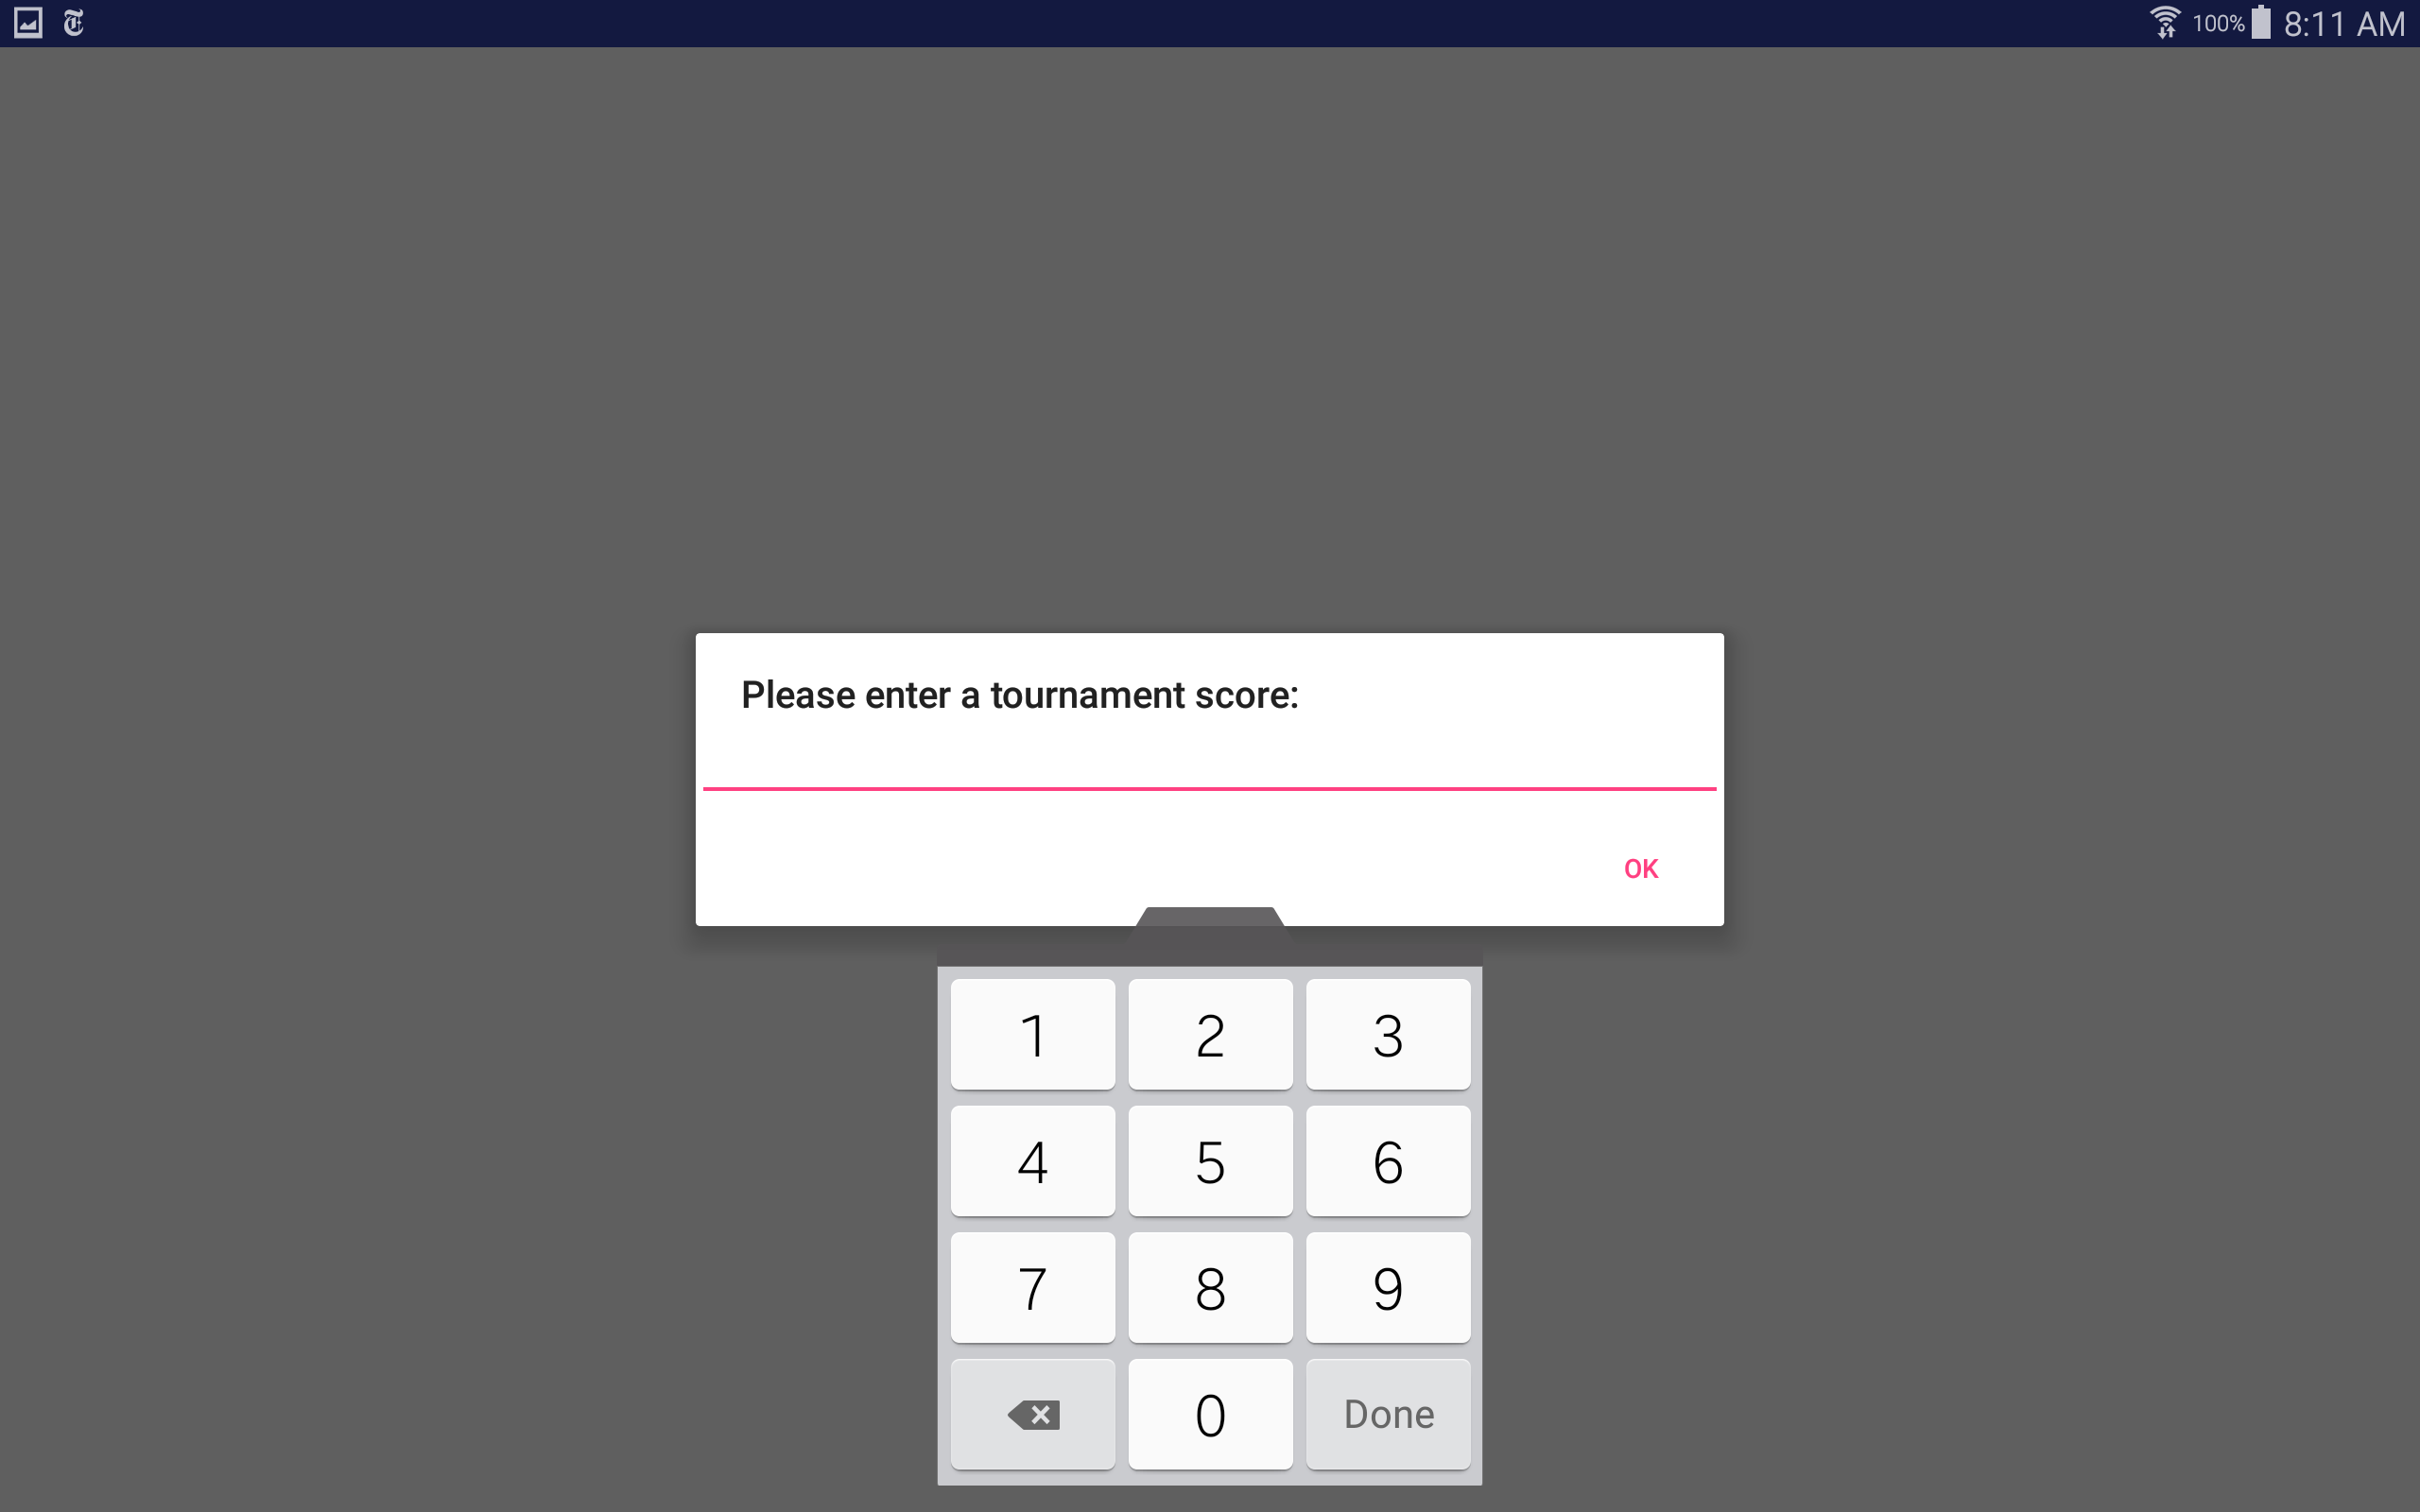 100% 8:11 AM
Please enter a tournament score:
OK
1 2 3
4 5 6
7 8 9
0 Done